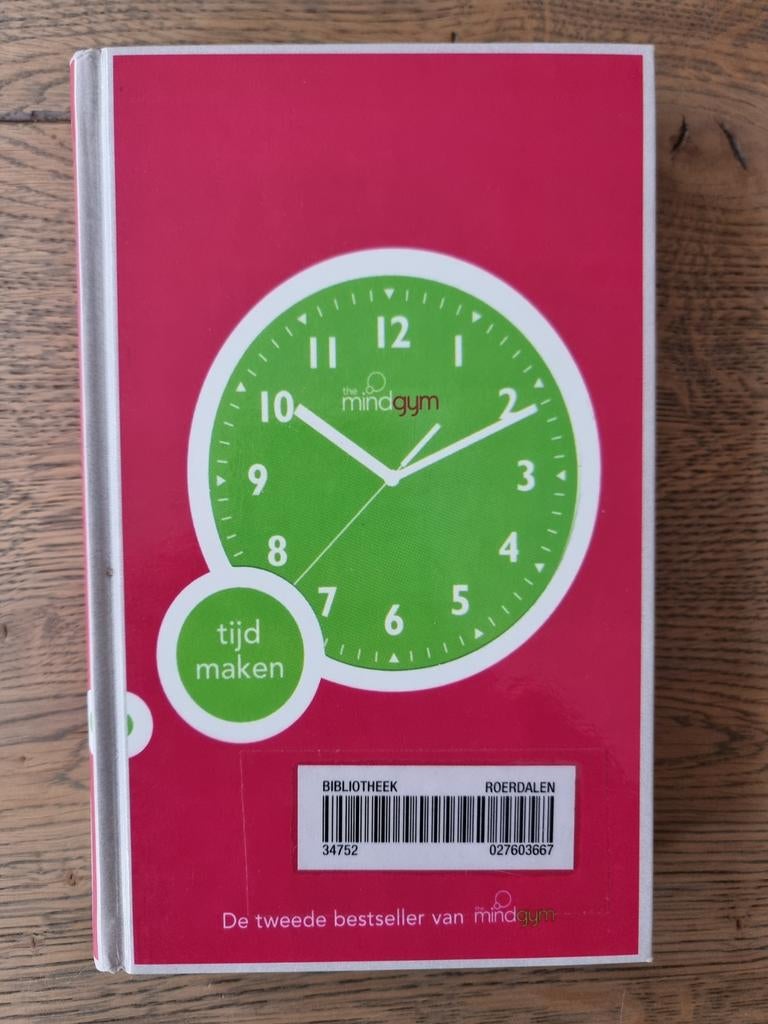 12
11
1
the
mindgym
10
2
9
3
8
4
7
5
6
tijd
maken
BIBLIOTHEEK ROERDALEN
34752 027603667
De tweede bestseller van the mindgym